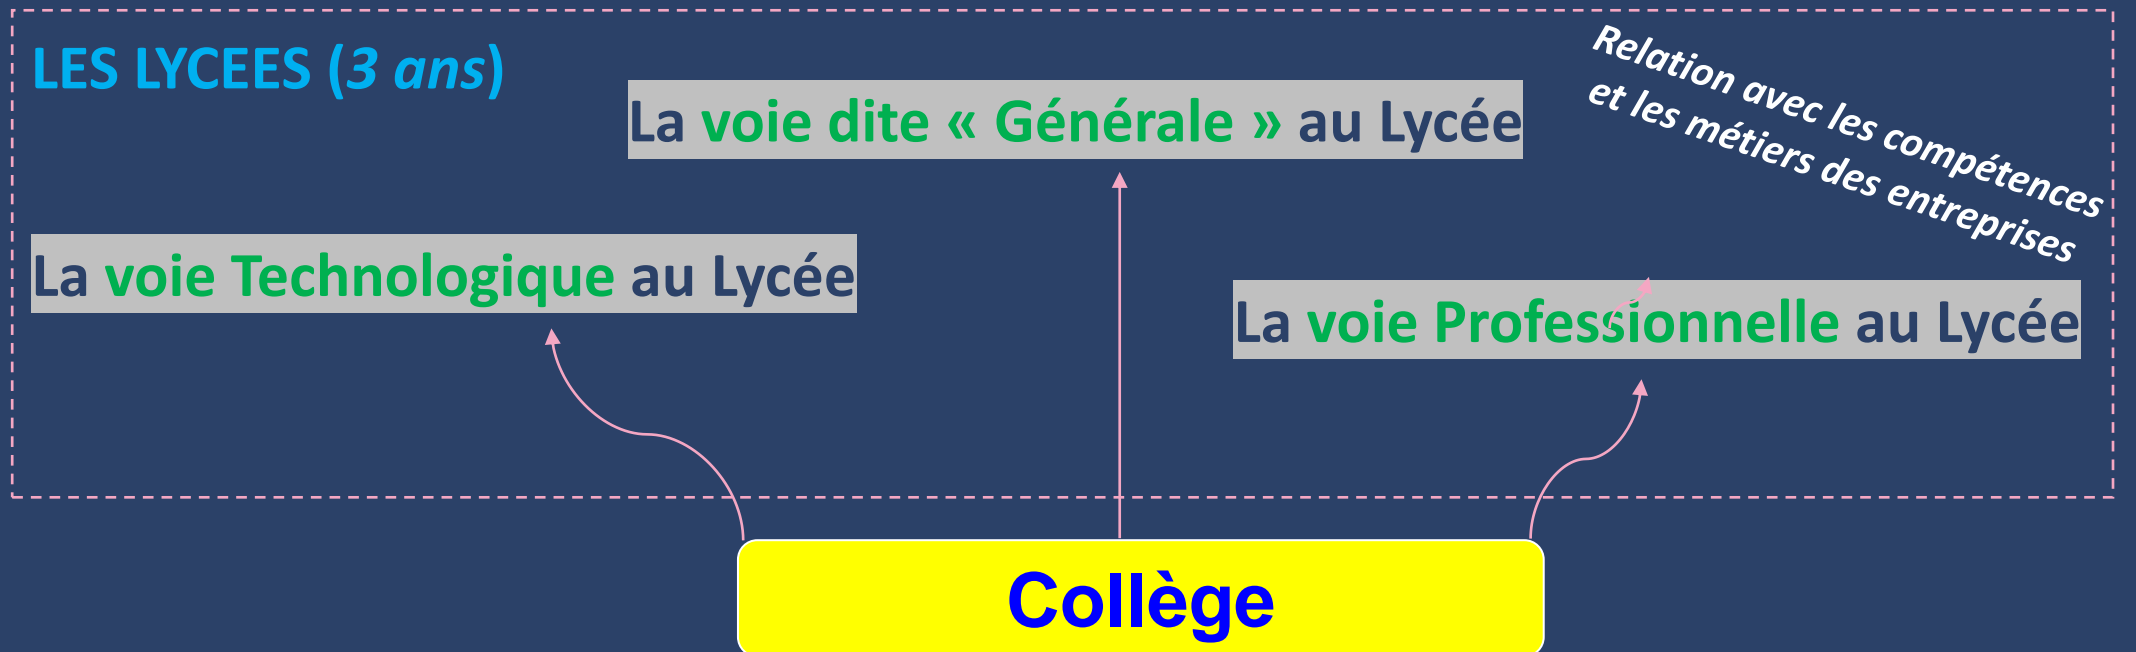 LES LYCEES (3 ans)
La voie dite « Générale » au Lycée
Relation avec les compétences
et les métiers des entreprises
La voie Technologique au Lycée
La voie Professionnelle au Lycée
Collège